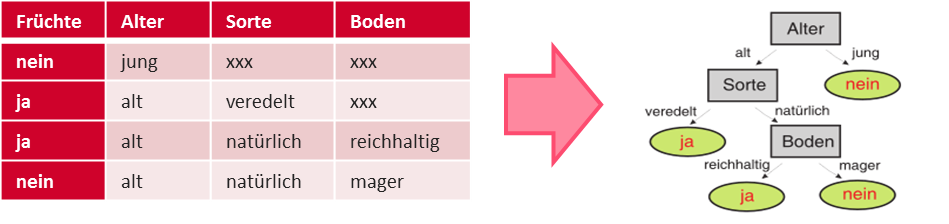 Früchte Alter Sorte Boden
nein jung xxx xxx
ja alt veredelt xxx
ja alt natürlich reichhaltig
nein alt natürlich mager
Alter
alt jung
Sorte nein
veredelt natürlich
ja Boden
reichhaltig mager
ja nein